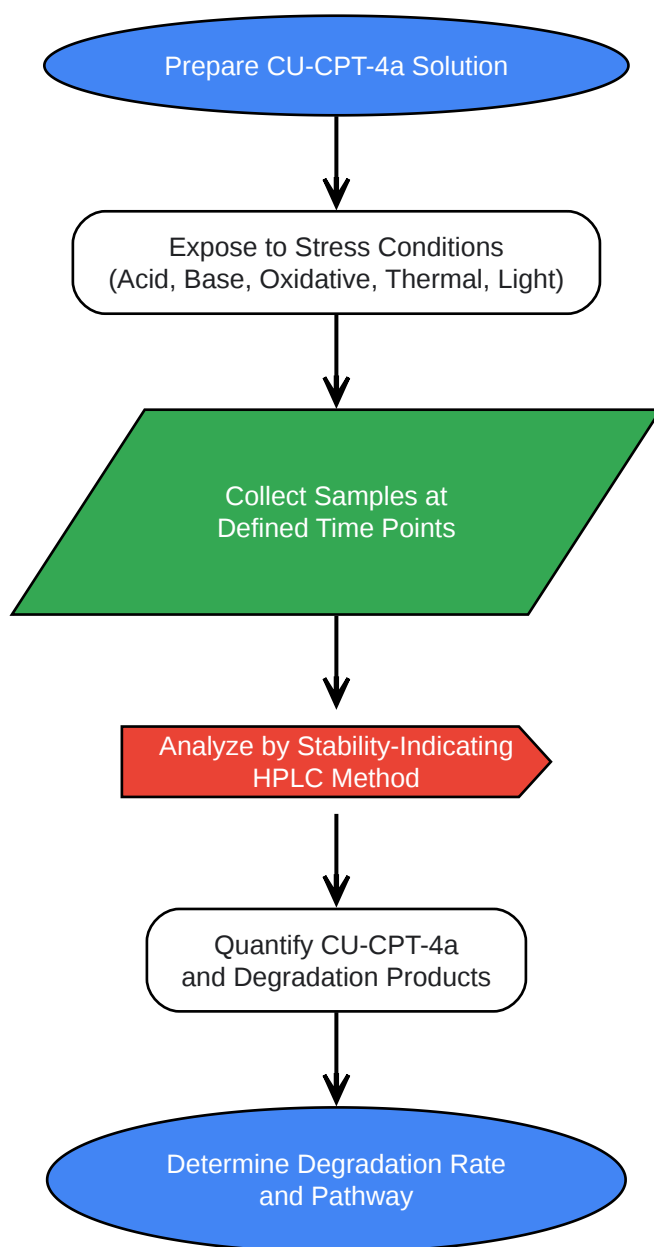 Prepare CU-CPT-4a Solution
Expose to Stress Conditions
(Acid, Base, Oxidative, Thermal, Light)
Collect Samples at
Defined Time Points
Analyze by Stability-Indicating
HPLC Method
Quantify CU-CPT-4a
and Degradation Products
Determine Degradation Rate
and Pathway